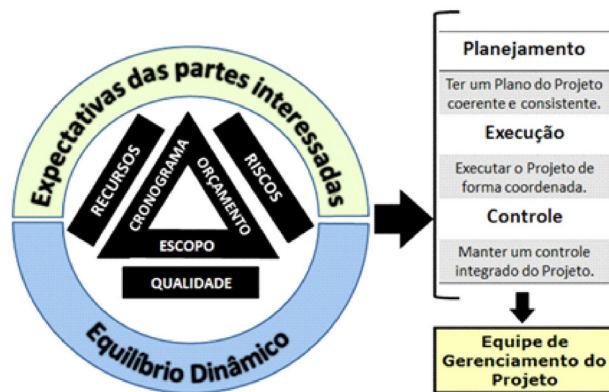 Expectativas das partes interessadas
RECURSOS
CRONOGRAMA
ORÇAMENTO
RISCOS
ESCOPO
QUALIDADE
Equilíbrio Dinâmico
Planejamento
Ter um Plano do Projeto
coerente e consistente.
Execução
Executar o Projeto de
forma coordenada.
Controle
Manter um controle
integrado do Projeto.
Equipe de
Gerenciamento do
Projeto